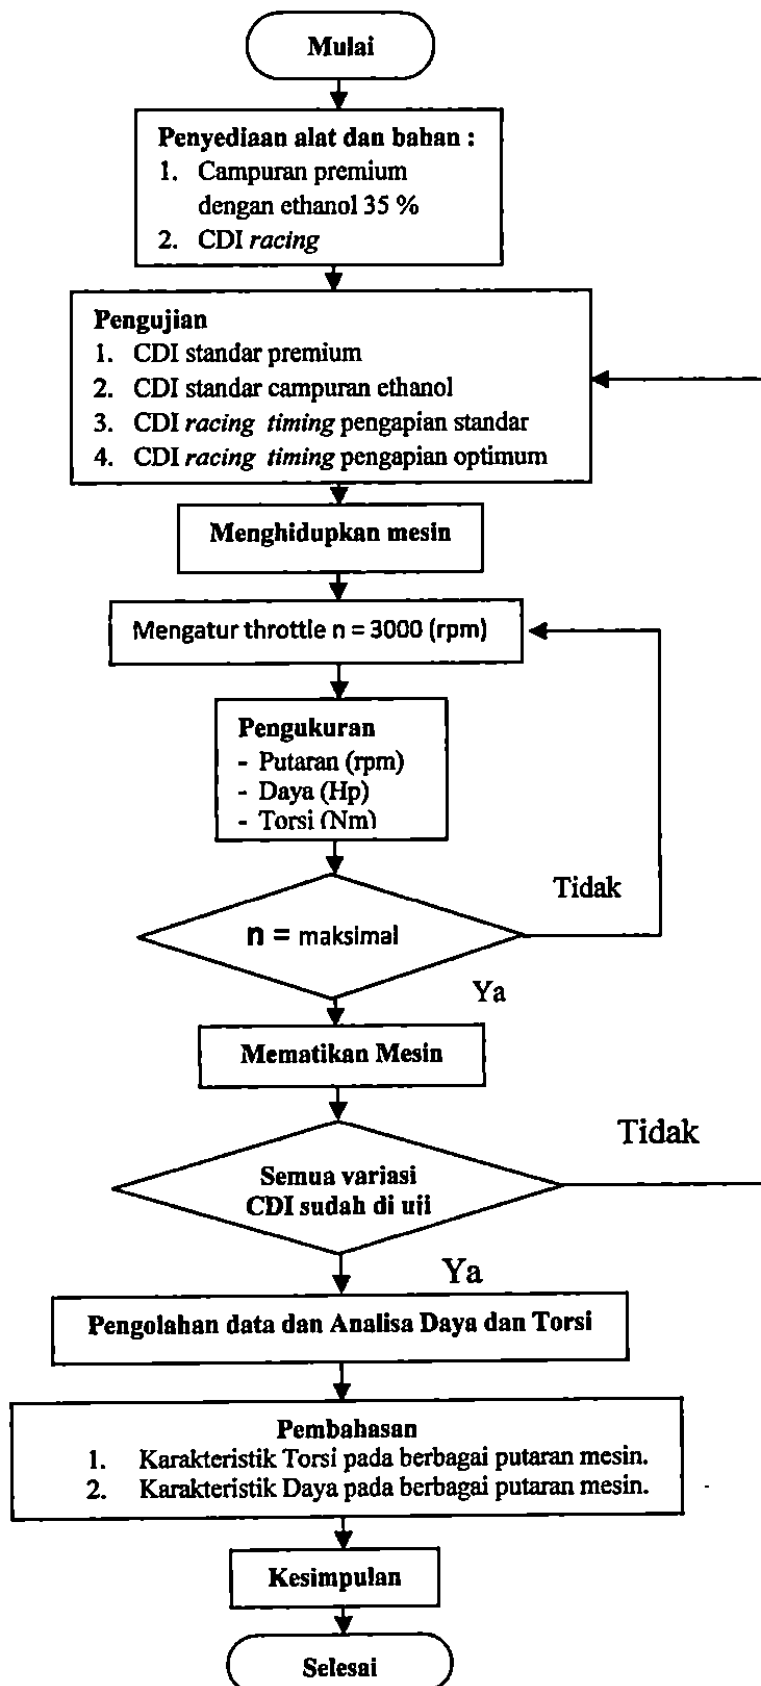 Mulai
Penyediaan alat dan bahan :
1. Campuran premium
dengan ethanol 35 %
2. CDI racing
Pengujian
1. CDI standar premium
2. CDI standar campuran ethanol
3. CDI racing timing pengapian standar
4. CDI racing timing pengapian optimum
Menghidupkan mesin
Mengatur throttle n = 3000 (rpm)
Pengukuran
- Putaran (rpm)
- Daya (Hp)
- Torsi (Nm)
Tidak
n = maksimal
Ya
Mematikan Mesin
Tidak
Semua variasi
CDI sudah di uji
Ya
Pengolahan data dan Analisa Daya dan Torsi
Pembahasan
1. Karakteristik Torsi pada berbagai putaran mesin.
2. Karakteristik Daya pada berbagai putaran mesin.
Kesimpulan
Selesai